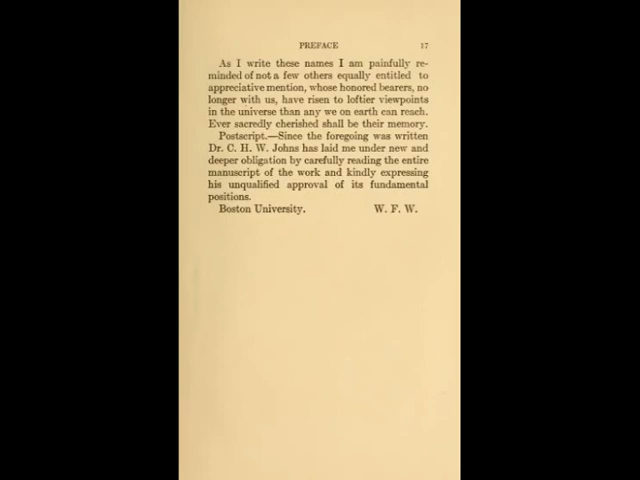 PREFACE 17
As I write these names I am painfully re-
minded of not a few others equally entitled to
appreciative mention, whose honored bearers, no
longer with us, have risen to loftier viewpoints
in the universe than any we on earth can reach.
Ever sacredly cherished shall be their memory.
Postscript.—Since the foregoing was written
Dr. C. H. W. Johns has laid me under new and
deeper obligation by carefully reading the entire
manuscript of the work and kindly expressing
his unqualified approval of its fundamental
positions.
Boston University. W. F. W.